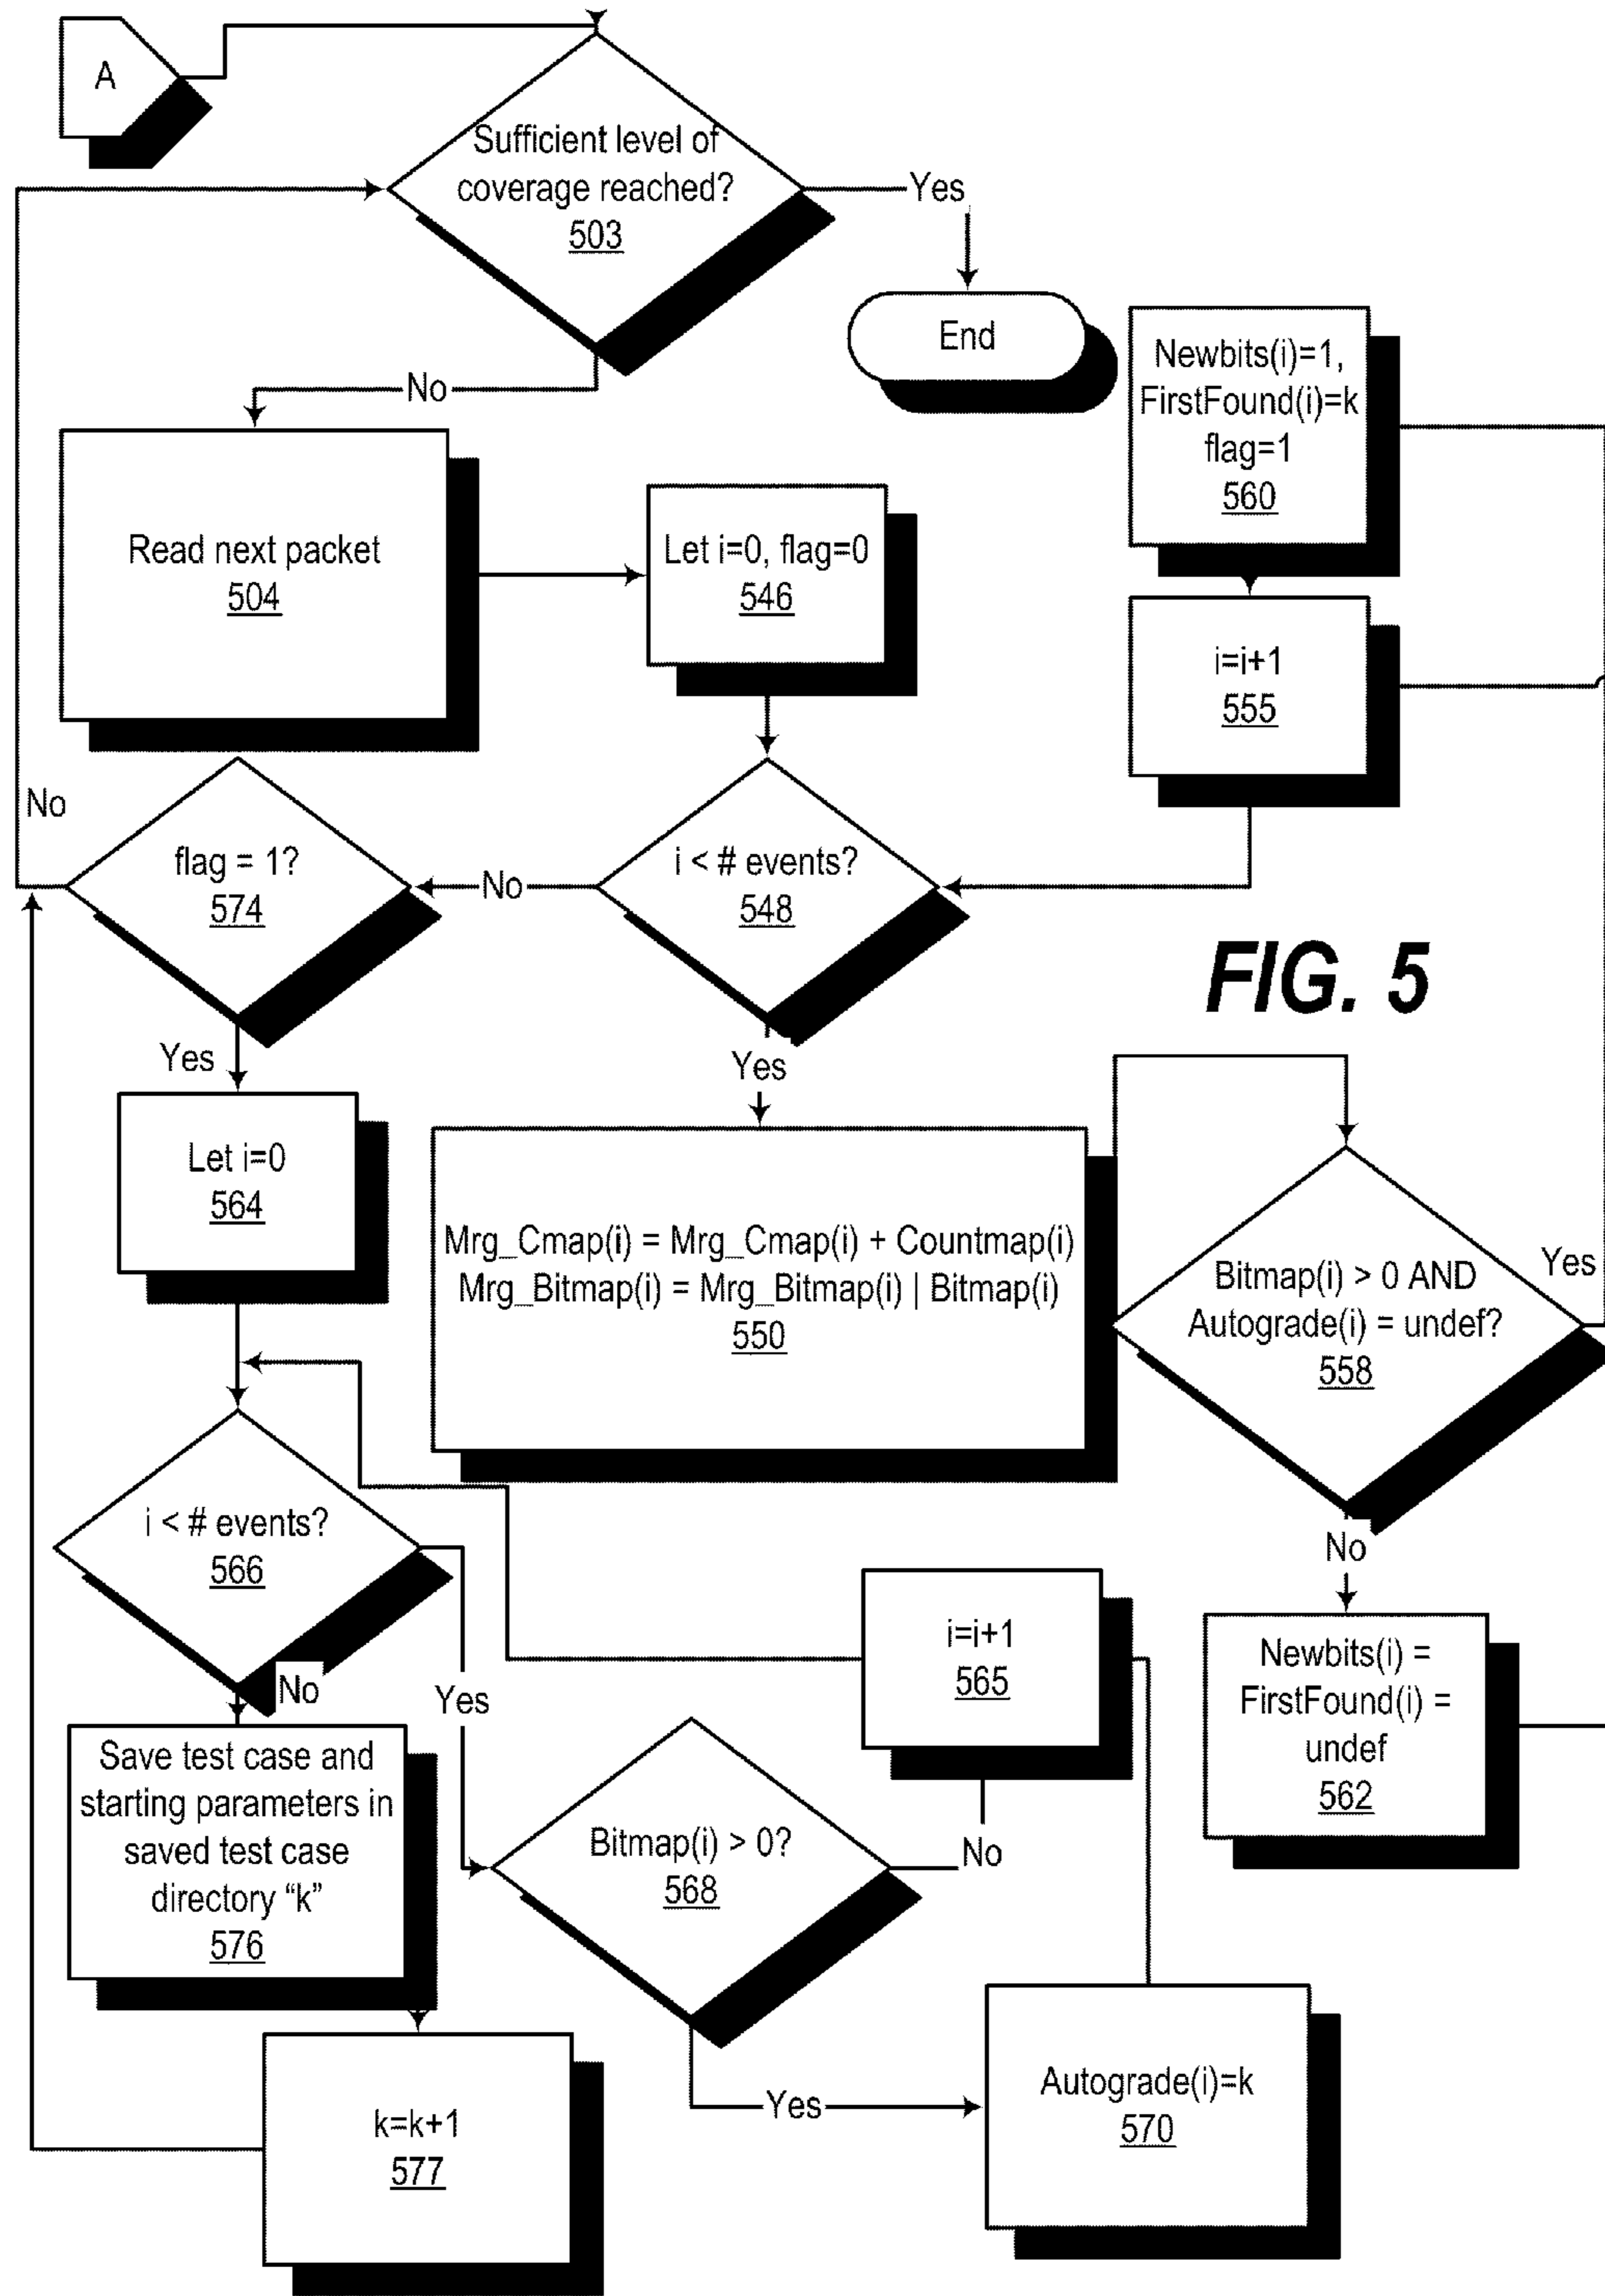 A
Sufficient level of
coverage reached?
503
Yes
End
No
Read next packet
504
Let i=0, flag=0
546
Newbits(i)=1,
FirstFound(i)=k
flag=1
560
i=i+1
555
No
flag = 1?
574
No
i < # events?
548
FIG. 5
Yes
Yes
Let i=0
564
Mrg_Cmap(i) = Mrg_Cmap(i) + Countmap(i)
Mrg_Bitmap(i) = Mrg_Bitmap(i) | Bitmap(i)
550
Bitmap(i) > 0 AND
Autograde(i) = undef?
558
Yes
No
i < # events?
566
No
Yes
i=i+1
565
Newbits(i) =
FirstFound(i) =
undef
562
Save test case and
starting parameters in
saved test case
directory “k”
576
Bitmap(i) > 0?
568
No
Yes
Autograde(i)=k
570
k=k+1
577